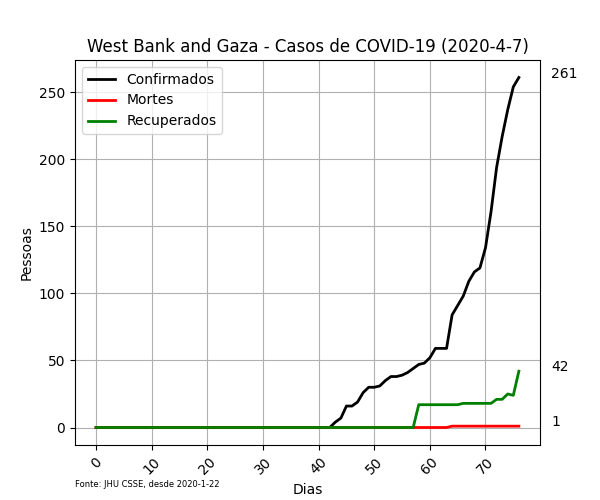 West Bank and Gaza - Casos de COVID-19 (2020-4-7)
Confirmados
Mortes
Recuperados
261
250
200
150
100
50
0
42
1
Pessoas
0 10 20 30 40 50 60 70
Fonte: JHU CSSE, desde 2020-1-22
Dias